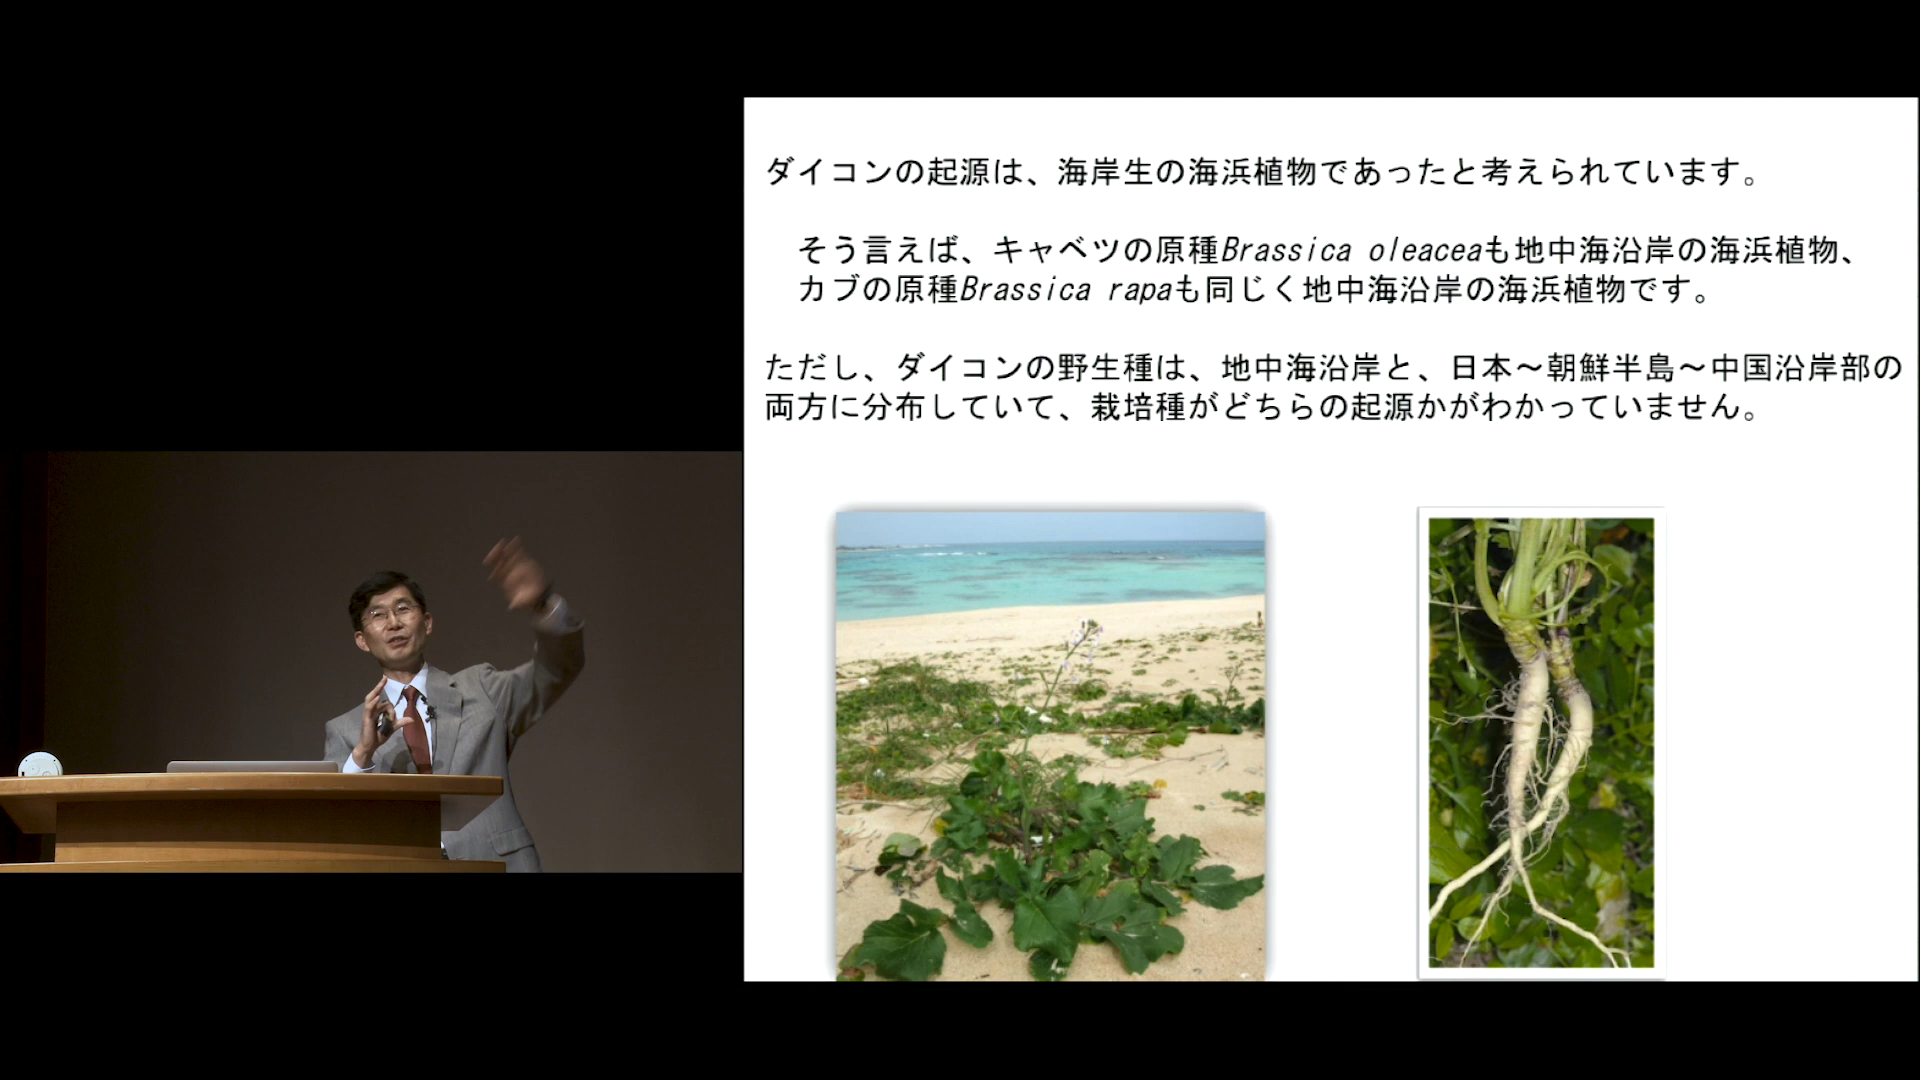 ダイコンの起源は、海岸生の海浜植物であったと考えられています。
そう言えば、キャベツの原種Brassica oleaceaも地中海沿岸の海浜植物、
カブの原種Brassica rapaも同じく地中海沿岸の海浜植物です。
ただし、ダイコンの野生種は、地中海沿岸と、日本～朝鮮半島～中国沿岸部の
両方に分布していて、栽培種がどちらの起源かがわかっていません。